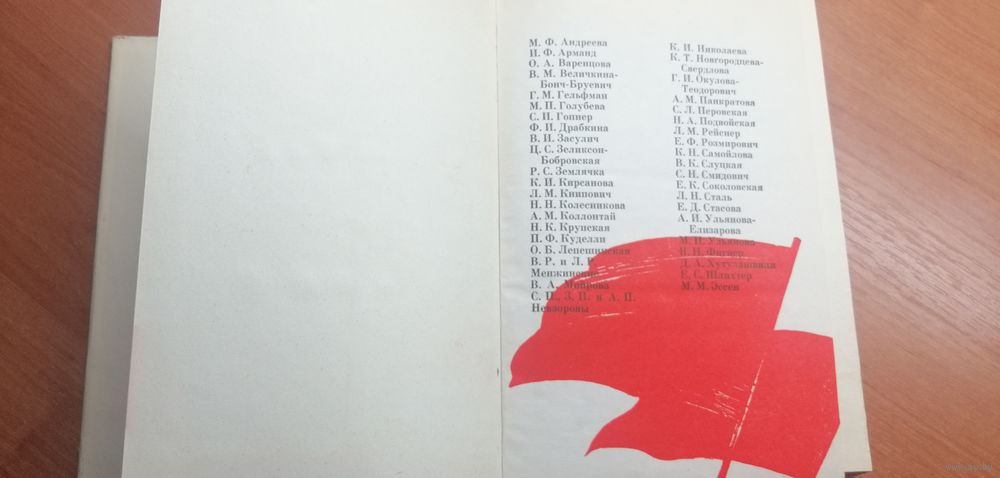 М. Ф. Андреева
И. Ф. Арманд
О. А. Варенцова
В. М. Величкина-
Бонч-Бруевич
Г. М. Гельфман
М. П. Голубева
С. И. Гопнер
Ф. И. Драбкина
В. И. Засулич
Ц. С. Зеликсон-
Бобровская
Р. С. Землячка
К. И. Кирсанова
Л. М. Книпович
Н. Н. Колесникова
А. М. Коллонтай
Н. К. Крупская
П. Ф. Куделли
О. Б. Лепешинская
В. Р. и Л. Р.
Менжинские
В. А. Мойрова
С. П., З. П. и А. П.
Невзоровы
К. И. Николаева
К. Т. Новгородцева-
Свердлова
Г. И. Окулова-
Теодорович
А. М. Панкратова
С. Л. Перовская
Н. А. Подвойская
Л. М. Рейснер
Е. Ф. Розмирович
К. Н. Самойлова
В. К. Слуцкая
С. Н. Смидович
Е. К. Соколовская
Л. Н. Сталь
Е. Д. Стасова
А. И. Ульянова-
Елизарова
М. И. Ульянова
В. Н. Фигнер
Д. А. Хутулашвили
Е. С. Шлихтер
М. М. Эссен